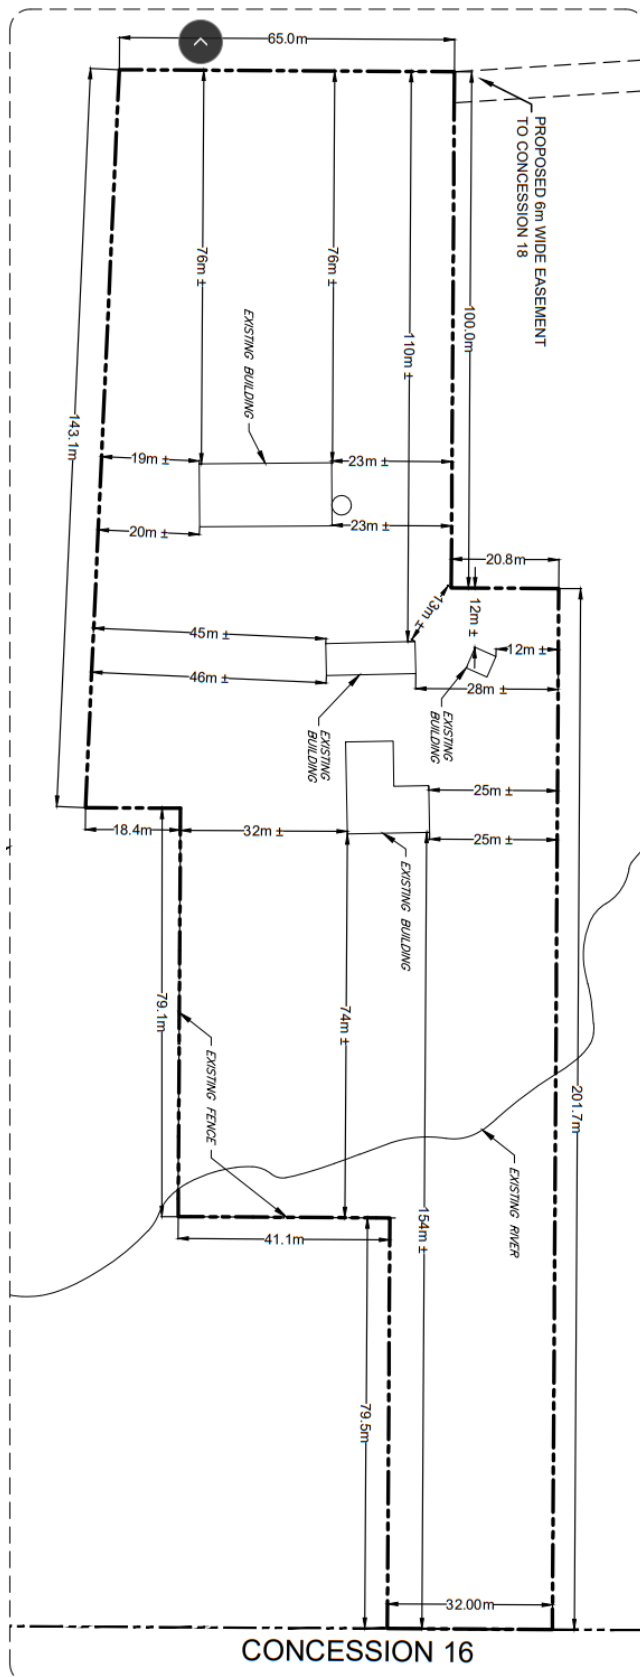 65.0m
PROPOSED 6m WIDE EASEMENT
TO CONCESSION 18
76m ±
76m ±
110m ±
100.0m
EXISTING BUILDING
143.1m
19m ±
23m ±
20m ±
23m ±
20.8m
13m ±
12m ±
45m ±
12m ±
46m ±
28m ±
EXISTING
BUILDING
EXISTING
BUILDING
25m ±
18.4m
32m ±
25m ±
EXISTING BUILDING
79.1m
74m ±
EXISTING FENCE
201.7m
EXISTING RIVER
154m ±
41.1m
79.5m
32.00m
CONCESSION 16